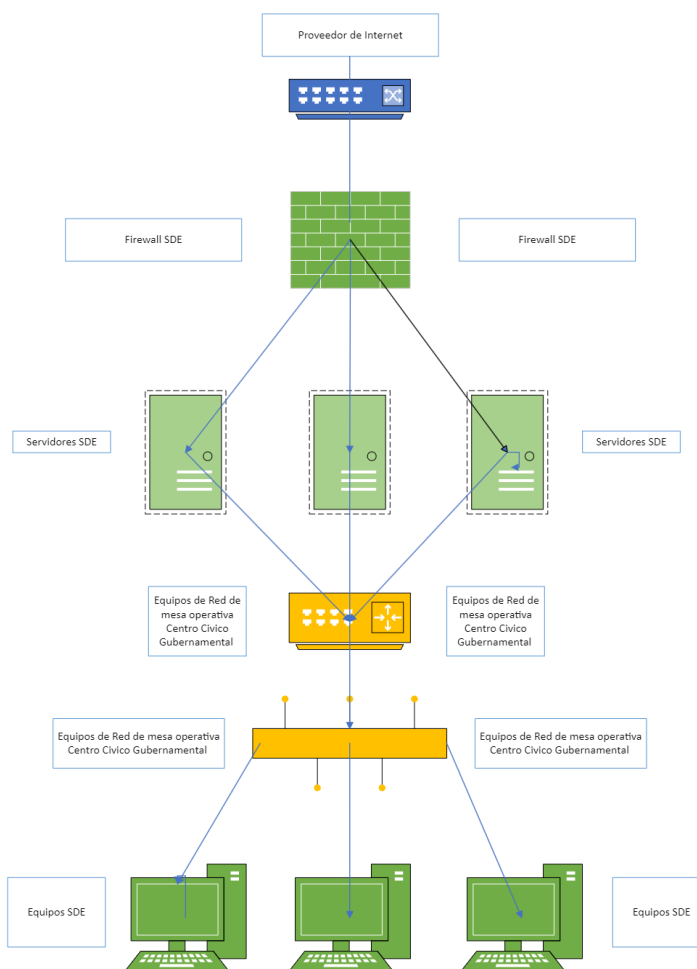 Proveedor de Internet
Firewall SDE
Firewall SDE
Servidores SDE
Servidores SDE
Equipos de Red de
mesa operativa
Centro Civico
Gubernamental
Equipos de Red de
mesa operativa
Centro Civico
Gubernamental
Equipos de Red de mesa operativa
Centro Civico Gubernamental
Equipos de Red de mesa operativa
Centro Civico Gubernamental
Equipos SDE
Equipos SDE